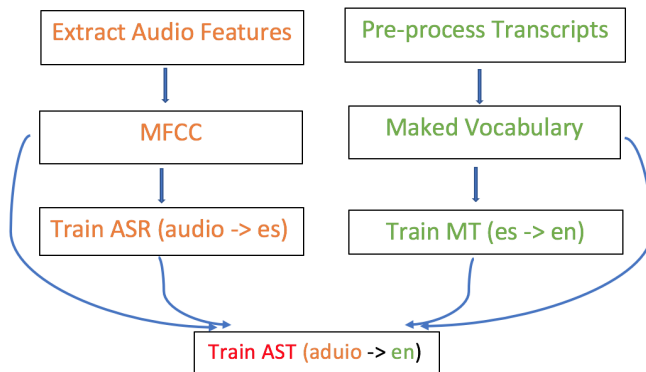 Extract Audio Features
Pre-process Transcripts
MFCC
Maked Vocabulary
Train ASR (audio -> es)
Train MT (es -> en)
Train AST (aduio -> en)